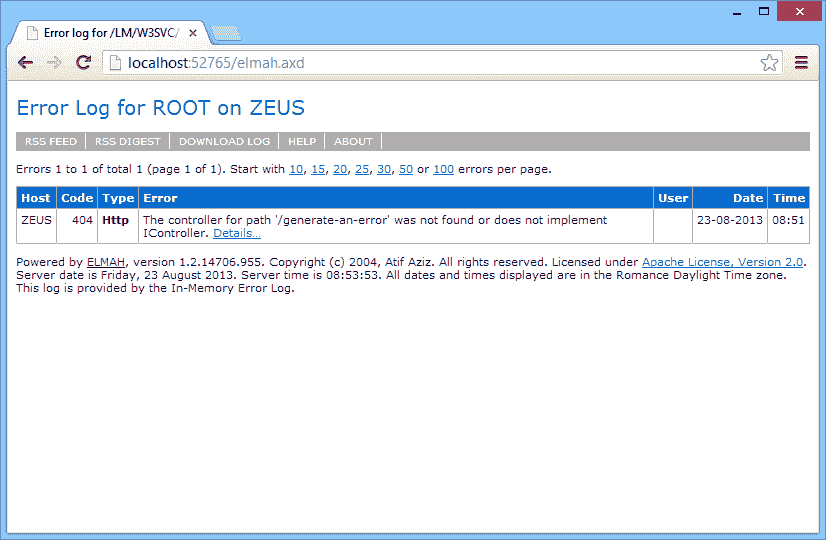 Error log for /LM/W3SVC/
localhost:52765/elmah.axd
Error Log for ROOT on ZEUS
RSS FEED RSS DIGEST DOWNLOAD LOG HELP ABOUT
Errors 1 to 1 of total 1 (page 1 of 1). Start with 10, 15, 20, 25, 30, 50 or 100 errors per page.
Host Code Type Error User Date Time
ZEUS 404 Http The controller for path '/generate-an-error' was not found or does not implement 23-08-2013 08:51
IController. Details...
Powered by ELMAH, version 1.2.14706.955. Copyright (c) 2004, Atif Aziz. All rights reserved. Licensed under Apache License, Version 2.0.
Server date is Friday, 23 August 2013. Server time is 08:53:53. All dates and times displayed are in the Romance Daylight Time zone.
This log is provided by the In-Memory Error Log.